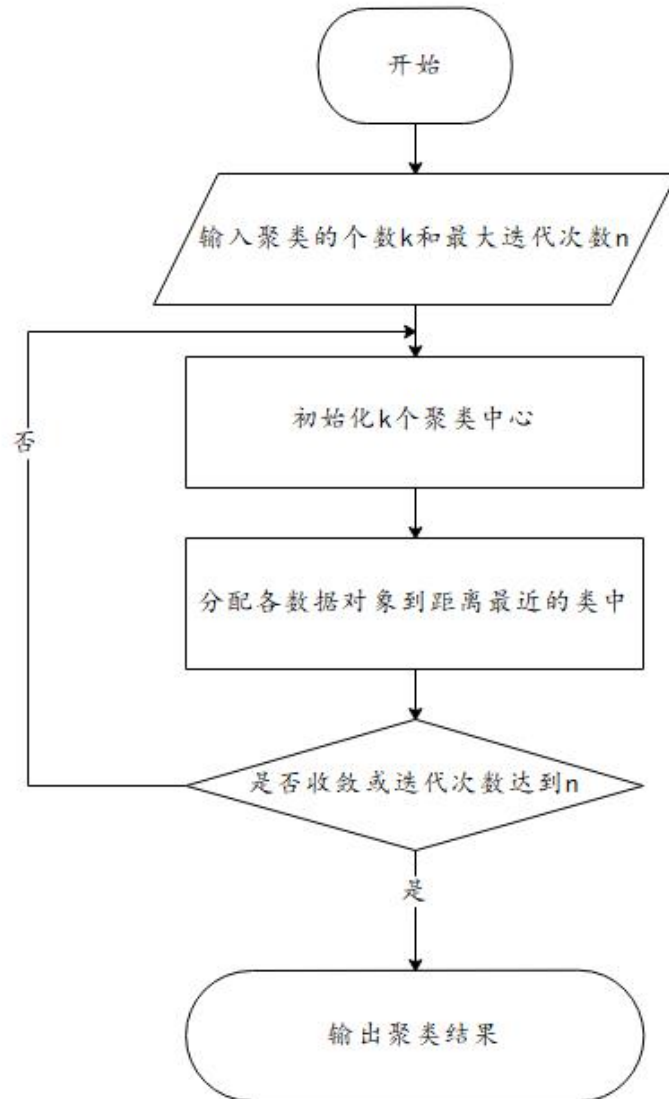 开始
输入聚类的个数k和最大迭代次数n
初始化k个聚类中心
否
分配各数据对象到距离最近的类中
是否收敛或迭代次数达到n
是
输出聚类结果